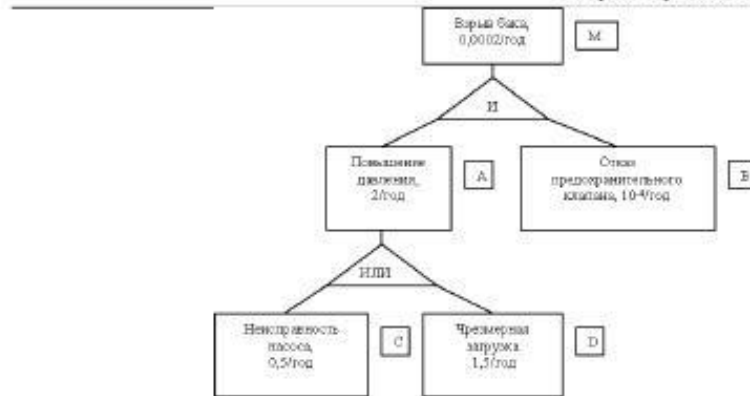 Взрыв бака,
0,0002/год
М
И
Повышение
давления,
2/год
А
Отказ
предохранительного
клапана, 10⁻⁴/год
В
ИЛИ
Неисправность
насоса,
0,5/год
С
Чрезмерная
загрузка
1,5/год
D